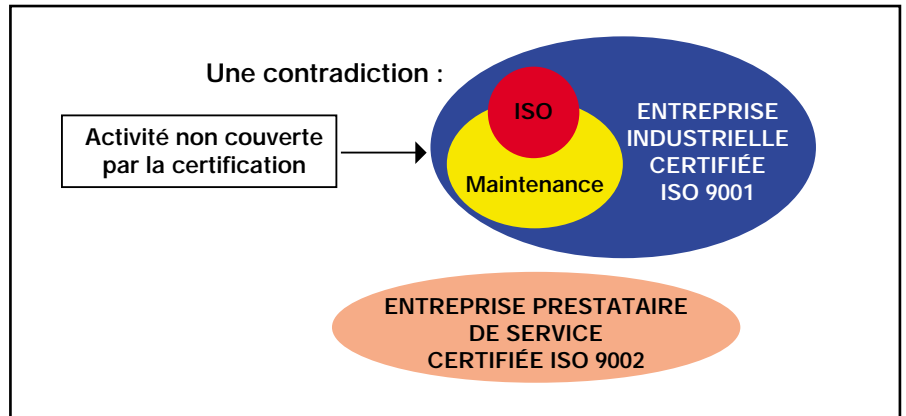 Une contradiction :
Activité non couverte
par la certification
ISO
Maintenance
ENTREPRISE
INDUSTRIELLE
CERTIFIÉE
ISO 9001
ENTREPRISE PRESTATAIRE
DE SERVICE
CERTIFIÉE ISO 9002